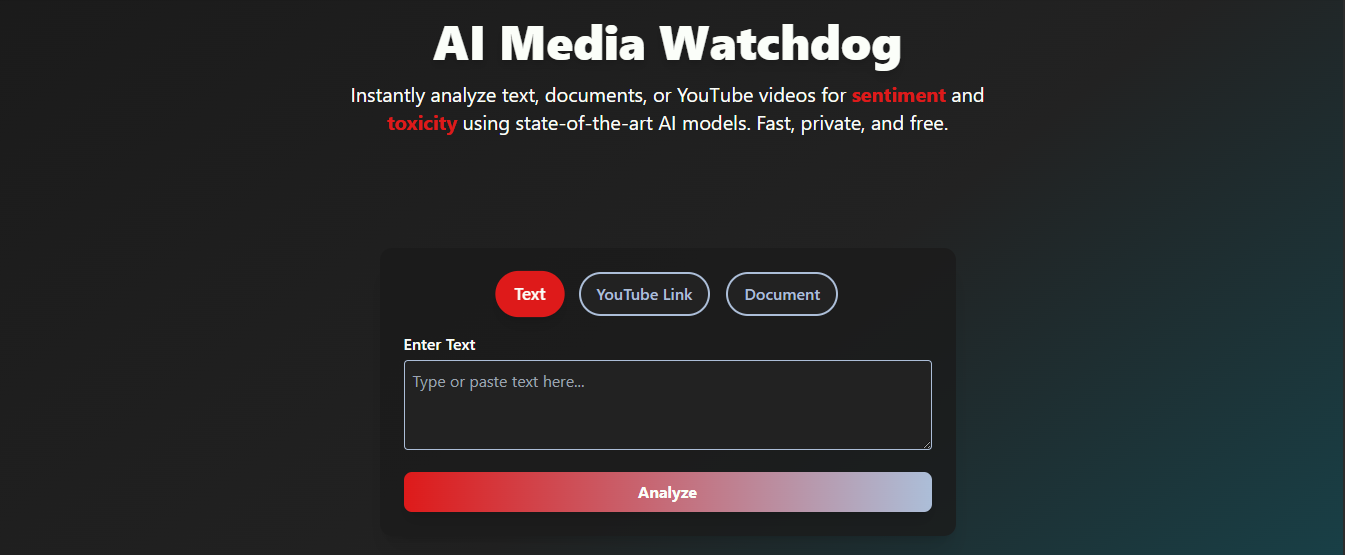 AI Media Watchdog
Instantly analyze text, documents, or YouTube videos for sentiment and
toxicity using state-of-the-art AI models. Fast, private, and free.
Text YouTube Link Document
Enter Text
Type or paste text here...
Analyze